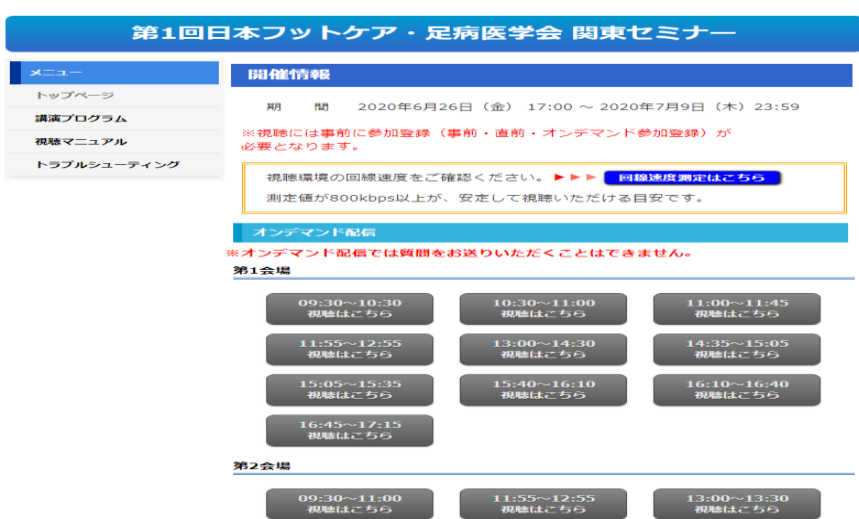 第1回日本フットケア・足病医学会 関東セミナー
メニュー
トップページ
講演プログラム
視聴マニュアル
トラブルシューティング
開催情報
期 間 2020年6月26日（金） 17:00 ～ 2020年7月9日（木） 23:59
※視聴には事前に参加登録（事前・直前・オンデマンド参加登録）が
必要となります。
視聴環境の回線速度をご確認ください。►►► 回線速度測定はこちら
測定値が800kbps以上が、安定して視聴いただける目安です。
オンデマンド配信
※オンデマンド配信では質問をお送りいただくことはできません。
第1会場
09:30～10:30
視聴はこちら
10:30～11:00
視聴はこちら
11:00～11:45
視聴はこちら
11:55～12:55
視聴はこちら
13:00～14:30
視聴はこちら
14:35～15:05
視聴はこちら
15:05～15:35
視聴はこちら
15:40～16:10
視聴はこちら
16:10～16:40
視聴はこちら
16:45～17:15
視聴はこちら
第2会場
09:30～11:00
視聴はこちら
11:55～12:55
視聴はこちら
13:00～13:30
視聴はこちら